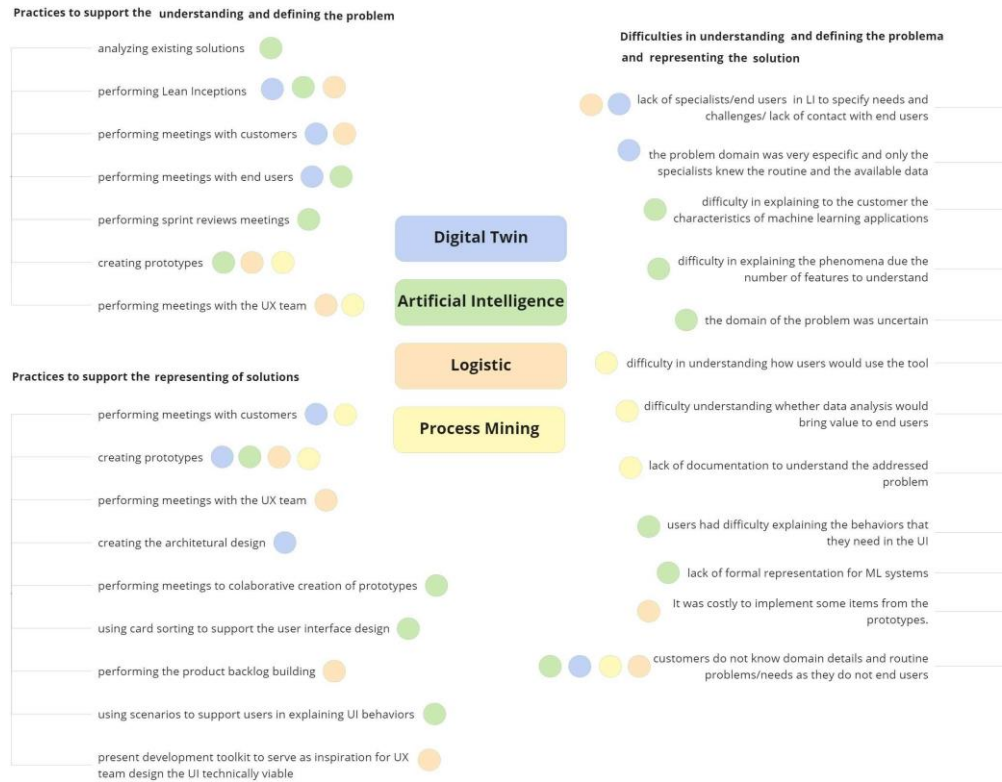 Practices to support the understanding and defining the problem
analyzing existing solutions
performing Lean Inceptions
performing meetings with customers
performing meetings with end users
performing sprint reviews meetings
creating prototypes
performing meetings with the UX team
Practices to support the representing of solutions
performing meetings with customers
creating prototypes
performing meetings with the UX team
creating the architetural design
performing meetings to colaborative creation of prototypes
using card sorting to support the user interface design
performing the product backlog building
using scenarios to support users in explaining UI behaviors
present development toolkit to serve as inspiration for UX
team design the UI technically viable
Digital Twin
Artificial Intelligence
Logistic
Process Mining
Difficulties in understanding and defining the problema
and representing the solution
lack of specialists/end users in LI to specify needs and
challenges/ lack of contact with end users
the problem domain was very especific and only the
specialists knew the routine and the available data
difficulty in explaining to the customer the
characteristics of machine learning applications
difficulty in explaining the phenomena due the
number of features to understand
the domain of the problem was uncertain
difficulty in understanding how users would use the tool
difficulty understanding whether data analysis would
bring value to end users
lack of documentation to understand the addressed
problem
users had difficulty explaining the behaviors that
they need in the UI
lack of formal representation for ML systems
It was costly to implement some items from the
prototypes.
customers do not know domain details and routine
problems/needs as they do not end users